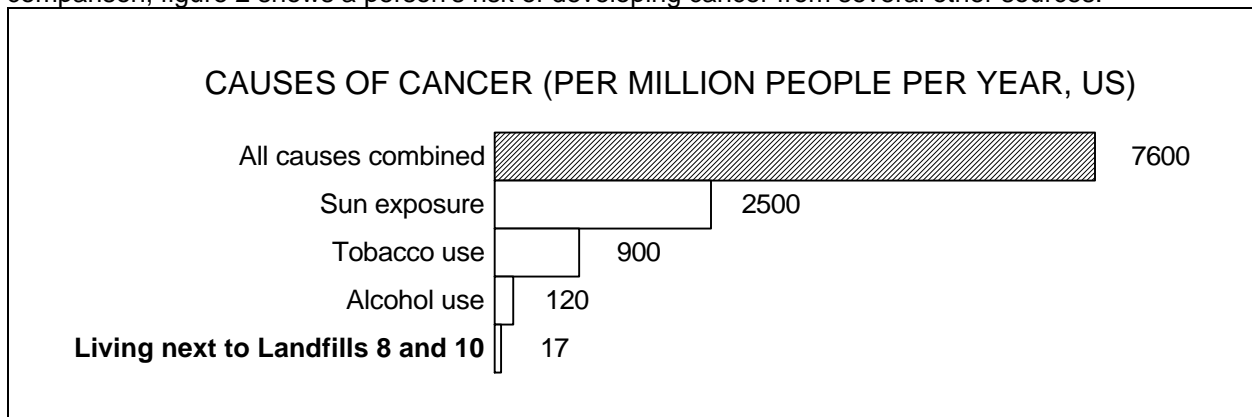 comparison, figure 2 shows a person's risk of developing cancer from several other sources.
CAUSES OF CANCER (PER MILLION PEOPLE PER YEAR, US)
All causes combined 7600
Sun exposure 2500
Tobacco use 900
Alcohol use 120
Living next to Landfills 8 and 10 17